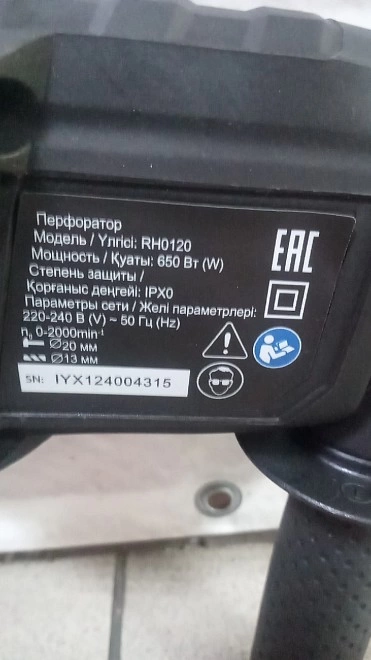 Перфоратор
Модель / Үлгісі: RH0120
Мощность / Қуаты: 650 Вт (W)
Степень защиты /
Қорғаныс деңгейі: IPX0
Параметры сети / Желі параметрлері:
220-240 В (V) ~ 50 Гц (Hz)
n₀ 0-2000min⁻¹
Ø20 мм
Ø13 мм
SN: IYX124004315
EAC